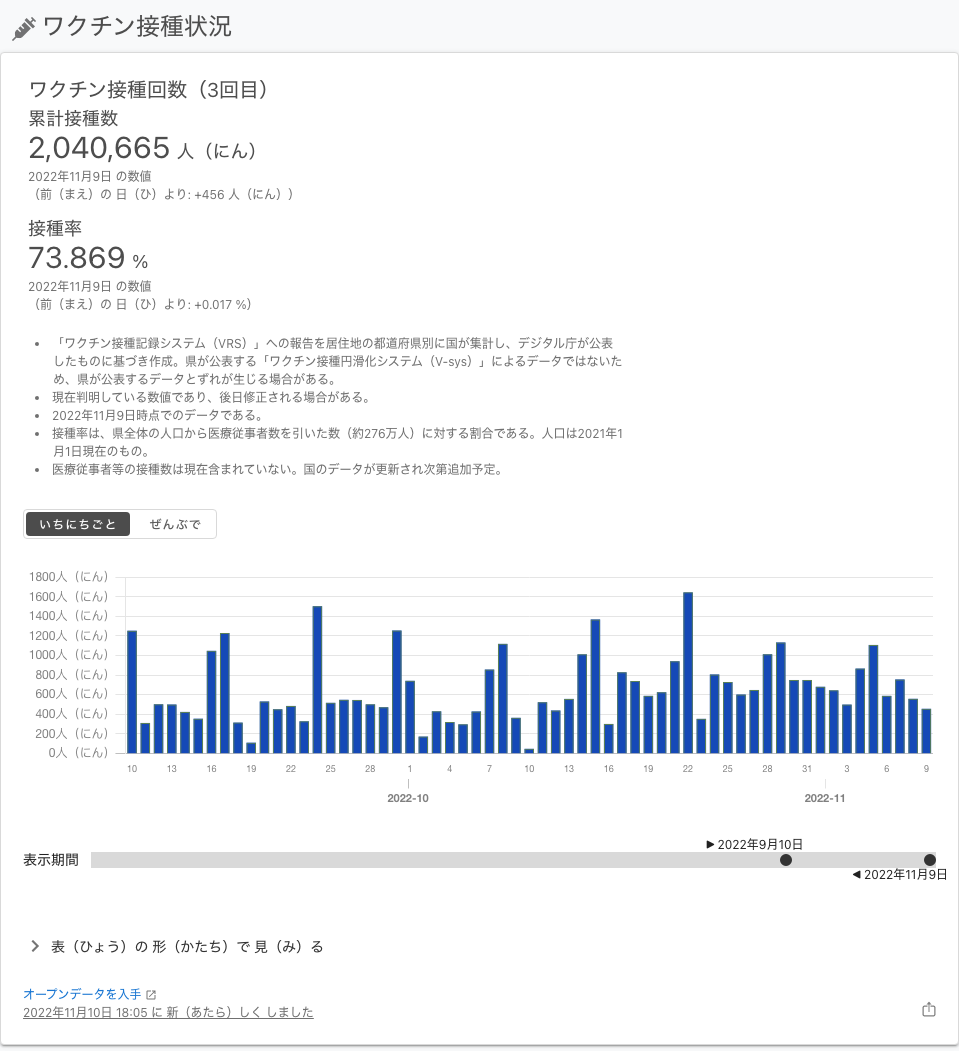 ワクチン接種状況
ワクチン接種回数（3回目）
累計接種数
2,040,665 人（にん）
2022年11月9日 の数値
（前（まえ）の 日（ひ）より: +456 人（にん））
接種率
73.869 %
2022年11月9日 の数値
（前（まえ）の 日（ひ）より: +0.017 %）
• 「ワクチン接種記録システム（VRS）」への報告を居住地の都道府県別に国が集計し、デジタル庁が公表
したものに基づき作成。県が公表する「ワクチン接種円滑化システム（V-sys）」によるデータではないた
め、県が公表するデータとずれが生じる場合がある。
• 現在判明している数値であり、後日修正される場合がある。
• 2022年11月9日時点でのデータである。
• 接種率は、県全体の人口から医療従事者数を引いた数（約276万人）に対する割合である。人口は2021年1
月1日現在のもの。
• 医療従事者等の接種数は現在含まれていない。国のデータが更新され次第追加予定。
いちにちごと ぜんぶで
1800人（にん）
1600人（にん）
1400人（にん）
1200人（にん）
1000人（にん）
800人（にん）
600人（にん）
400人（にん）
200人（にん）
0人（にん）
10 13 16 19 22 25 28 1 4 7 10 13 16 19 22 25 28 31 3 6 9
2022-10 2022-11
▶ 2022年9月10日
表示期間
◀ 2022年11月9日
表（ひょう）の 形（かたち）で 見（み）る
オープンデータを入手
2022年11月10日 18:05 に 新（あたら）しく しました